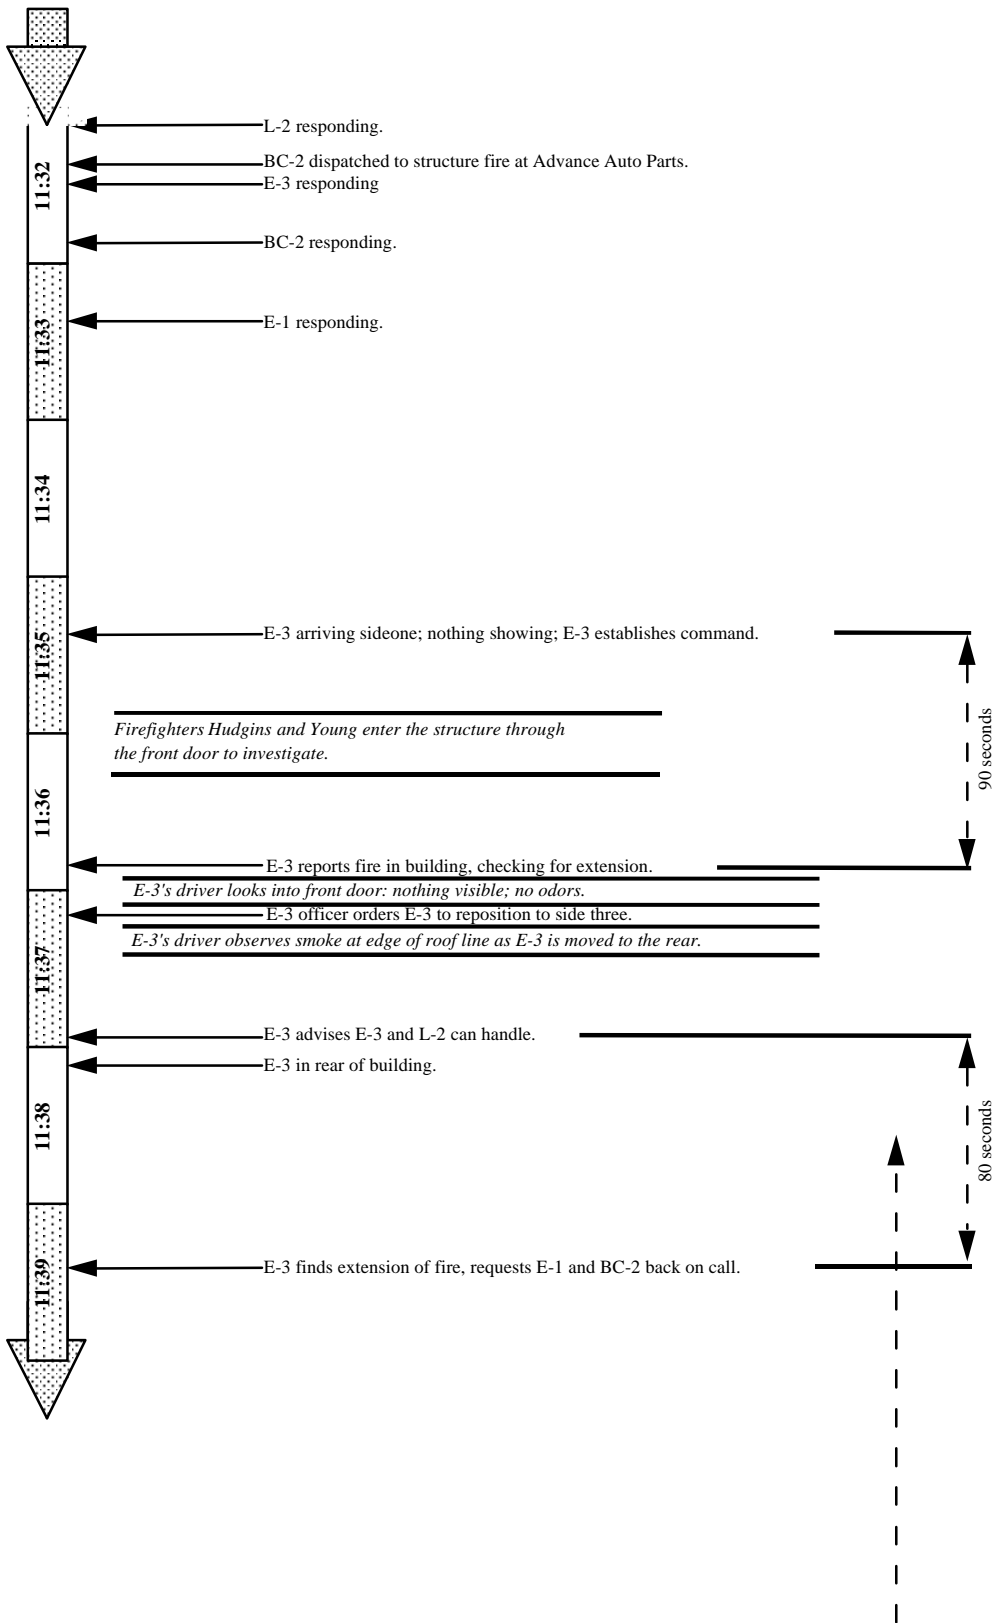 L-2 responding.
BC-2 dispatched to structure fire at Advance Auto Parts.
11:32
E-3 responding
BC-2 responding.
11:33
E-1 responding.
11:34
11:35
E-3 arriving sideone; nothing showing; E-3 establishes command.
Firefighters Hudgins and Young enter the structure through
the front door to investigate.
90 seconds
11:36
E-3 reports fire in building, checking for extension.
E-3's driver looks into front door: nothing visible; no odors.
E-3 officer orders E-3 to reposition to side three.
E-3's driver observes smoke at edge of roof line as E-3 is moved to the rear.
11:37
E-3 advises E-3 and L-2 can handle.
E-3 in rear of building.
11:38
80 seconds
E-3 finds extension of fire, requests E-1 and BC-2 back on call.
11:39